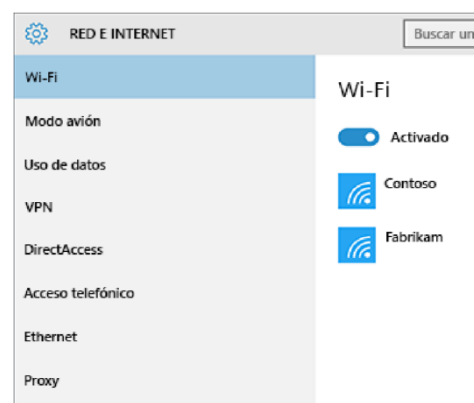 RED E INTERNET
Buscar un
Wi-Fi
Modo avión
Uso de datos
VPN
DirectAccess
Acceso telefónico
Ethernet
Proxy
Wi-Fi
Activado
Contoso
Fabrikam